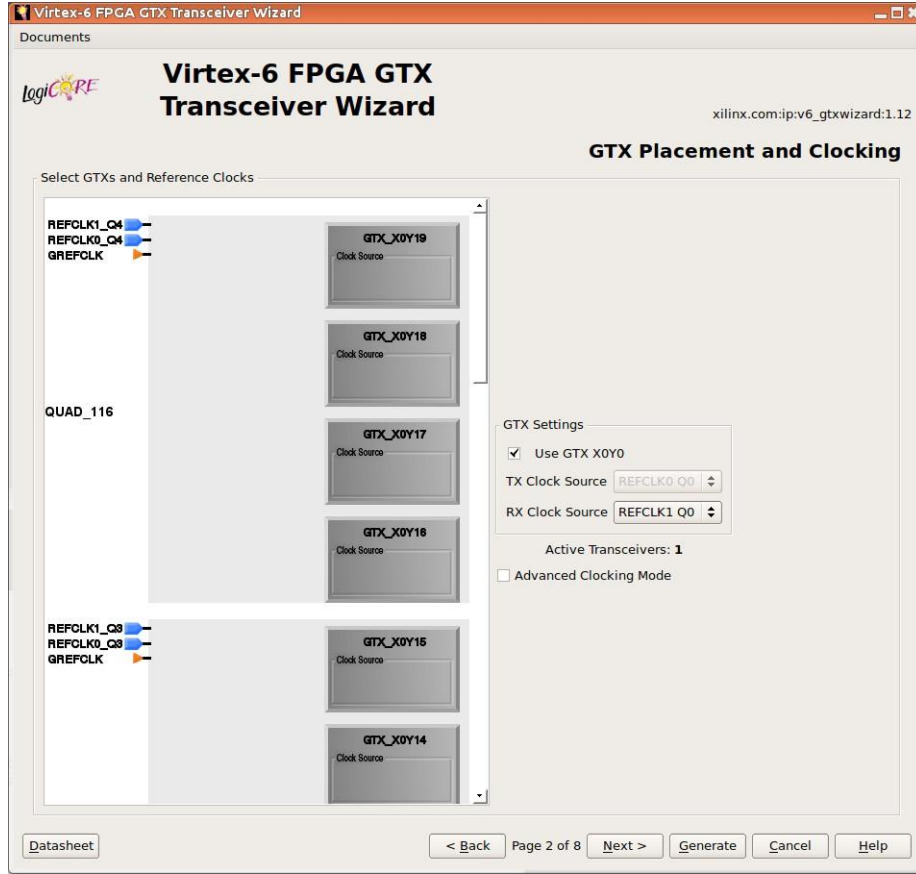 Virtex-6 FPGA GTX Transceiver Wizard
Documents
LogiCORE
Virtex-6 FPGA GTX
Transceiver Wizard
xilinx.com:ip:v6_gtxwizard:1.12
GTX Placement and Clocking
Select GTXs and Reference Clocks
REFCLK1_Q4
REFCLK0_Q4
GREFCLK
GTX_X0Y19
Clock Source
GTX_X0Y18
Clock Source
QUAD_116
GTX_X0Y17
Clock Source
GTX_X0Y16
Clock Source
REFCLK1_Q3
REFCLK0_Q3
GREFCLK
GTX_X0Y15
Clock Source
GTX_X0Y14
Clock Source
GTX Settings
Use GTX X0Y0
TX Clock Source REFCLK0 Q0
RX Clock Source REFCLK1 Q0
Active Transceivers: 1
Advanced Clocking Mode
Datasheet
< Back Page 2 of 8 Next > Generate Cancel Help